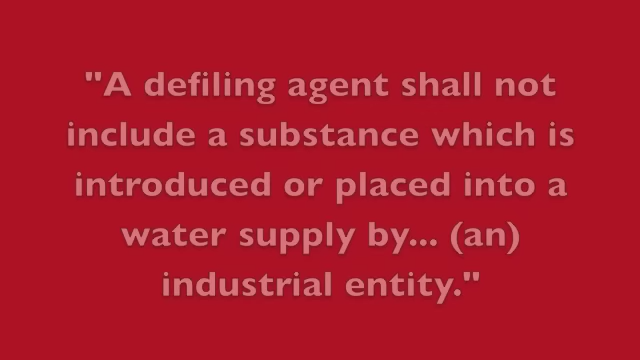 "A defiling agent shall not
include a substance which is
introduced or placed into a
water supply by... (an)
industrial entity."